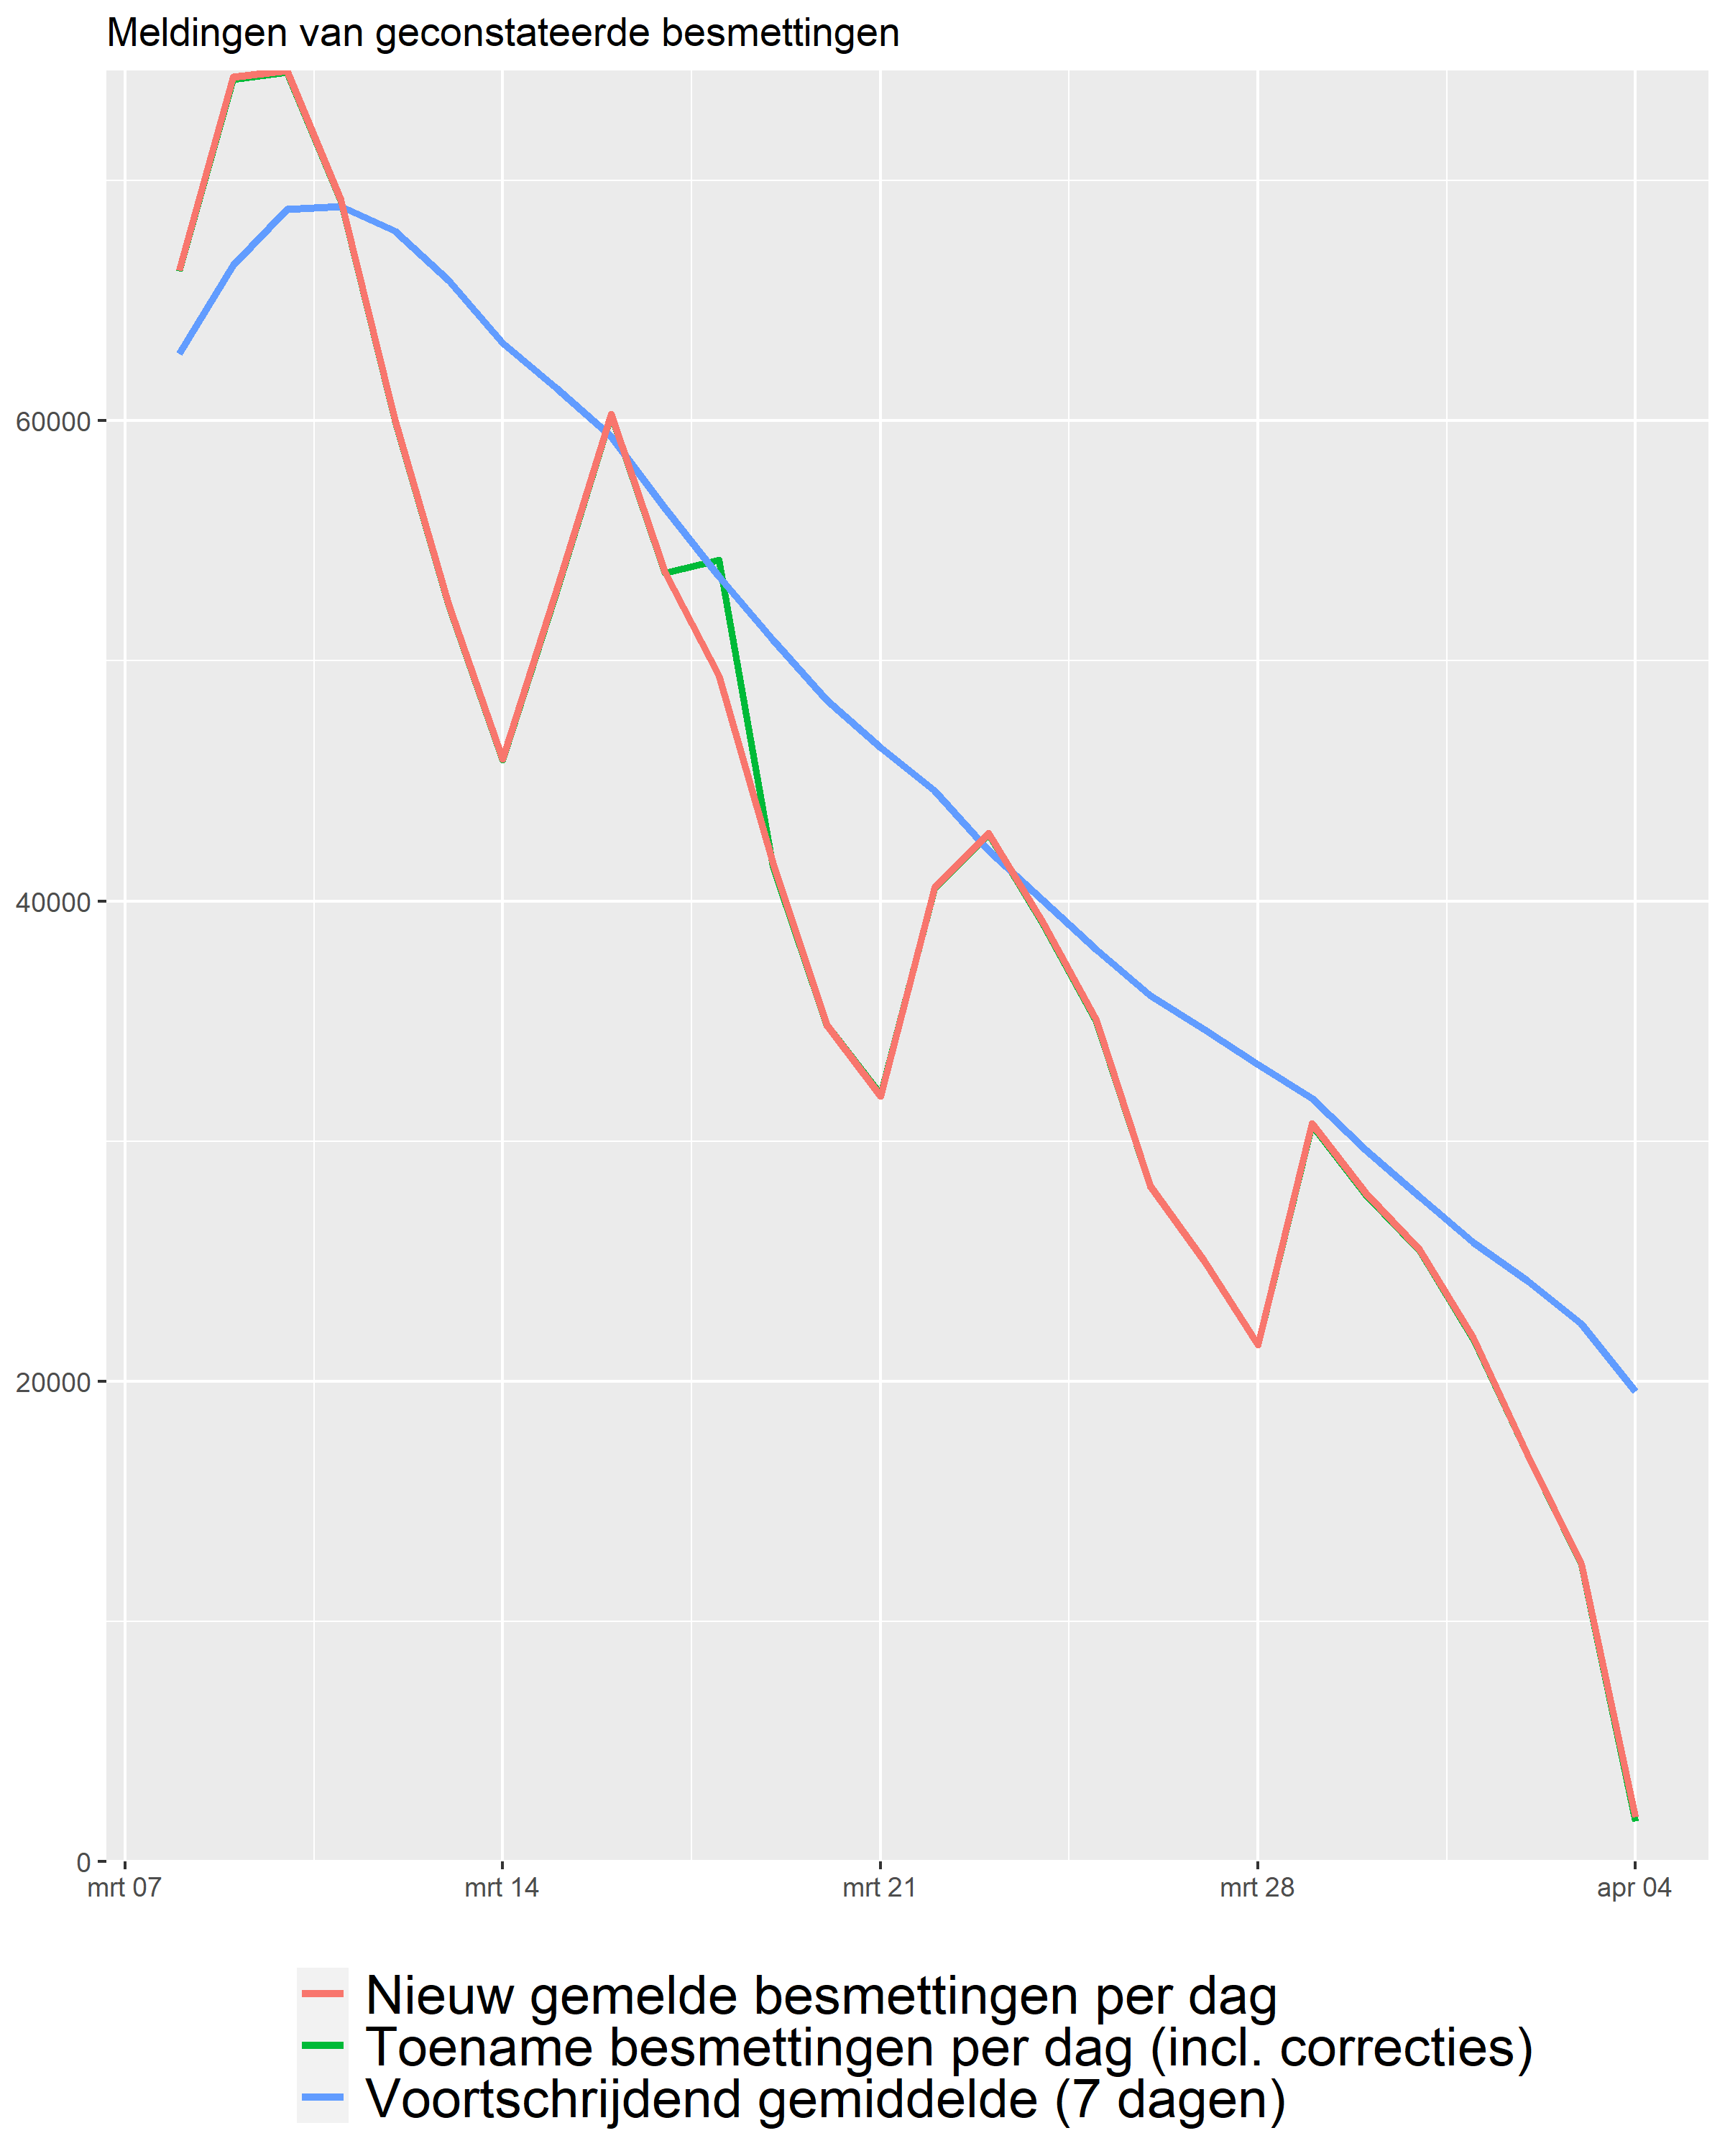 Meldingen van geconstateerde besmettingen
60000
40000
20000
0
mrt 07 mrt 14 mrt 21 mrt 28 apr 04
Nieuw gemelde besmettingen per dag
Toename besmettingen per dag (incl. correcties)
Voortschrijdend gemiddelde (7 dagen)